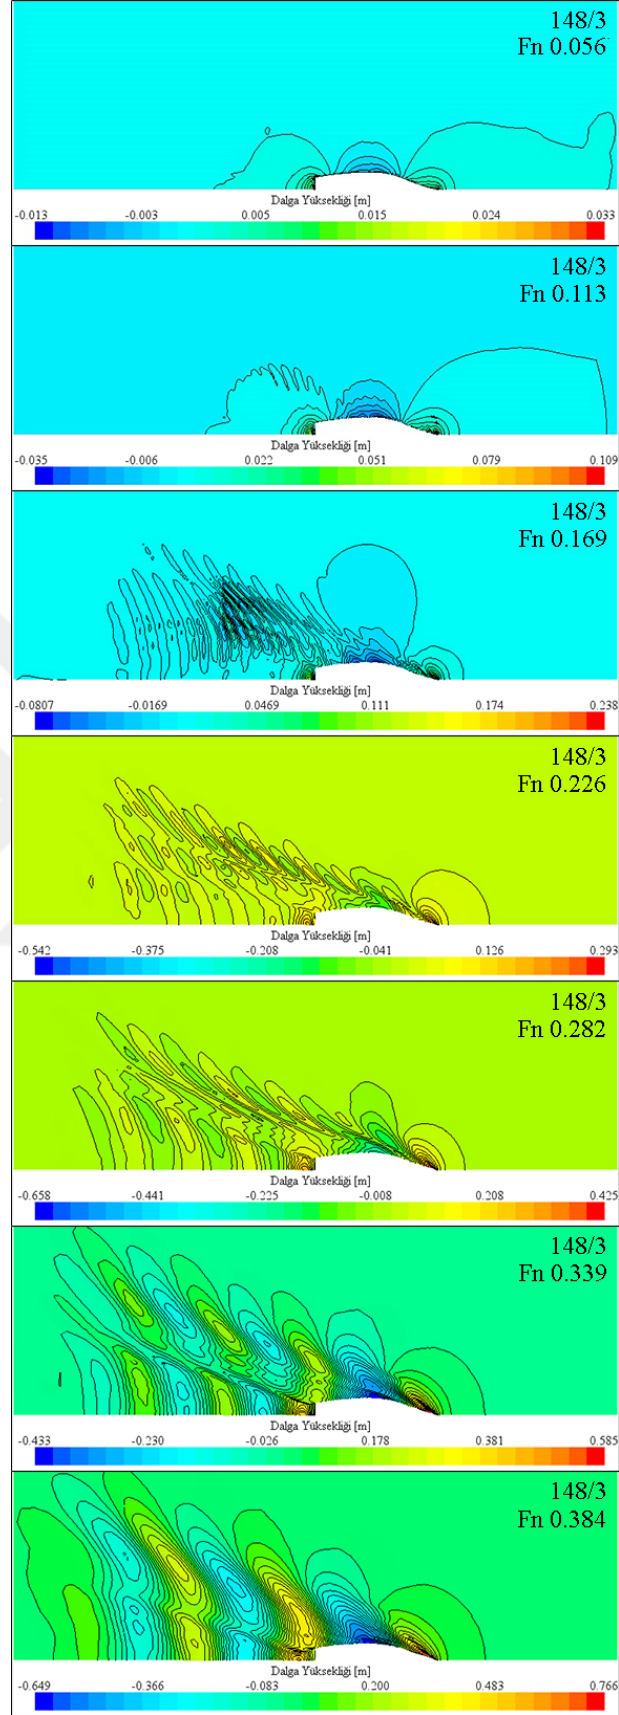 148/3
Fn 0.056
Dalga Yüksekliği [m]
-0.013 -0.003 0.005 0.015 0.024 0.033
148/3
Fn 0.113
Dalga Yüksekliği [m]
-0.035 -0.006 0.022 0.051 0.079 0.109
148/3
Fn 0.169
Dalga Yüksekliği [m]
-0.0807 -0.0169 0.0469 0.111 0.174 0.238
148/3
Fn 0.226
Dalga Yüksekliği [m]
-0.542 -0.375 -0.208 -0.041 0.126 0.293
148/3
Fn 0.282
Dalga Yüksekliği [m]
-0.658 -0.441 -0.225 -0.008 0.208 0.425
148/3
Fn 0.339
Dalga Yüksekliği [m]
-0.433 -0.230 -0.026 0.178 0.381 0.585
148/3
Fn 0.384
Dalga Yüksekliği [m]
-0.649 -0.366 -0.083 0.200 0.483 0.766